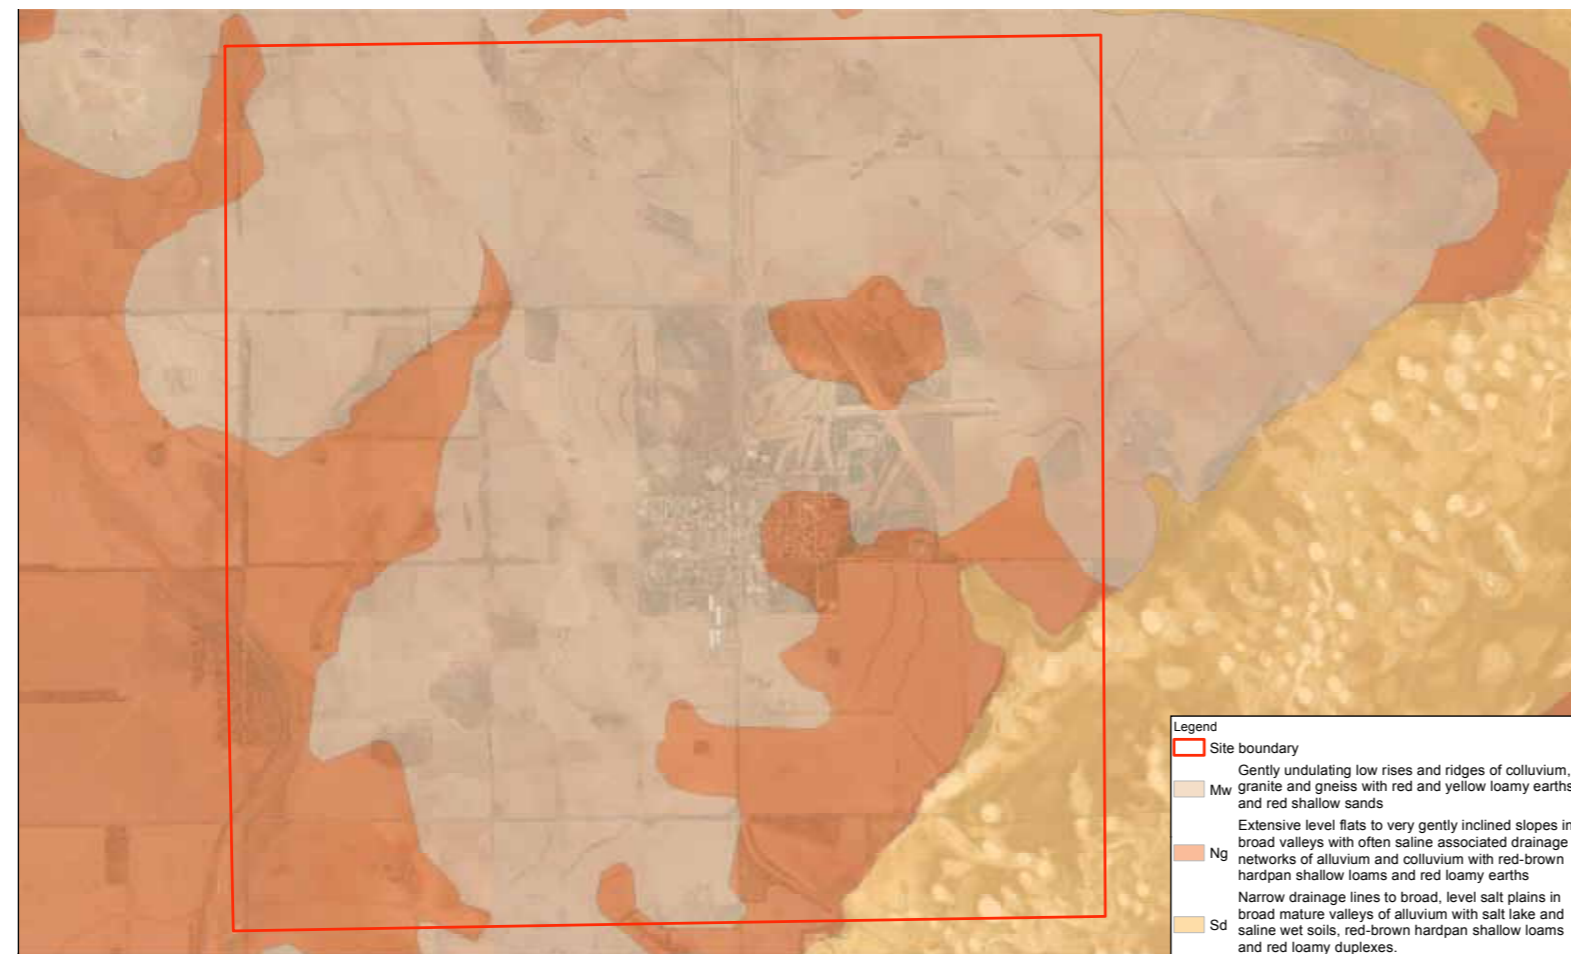 Legend
Site boundary
Gently undulating low rises and ridges of colluvium,
Mw granite and gneiss with red and yellow loamy earths
and red shallow sands
Extensive level flats to very gently inclined slopes in
broad valleys with often saline associated drainage
Ng networks of alluvium and colluvium with red-brown
hardpan shallow loams and red loamy earths
Narrow drainage lines to broad, level salt plains in
broad mature valleys of alluvium with salt lake and
Sd saline wet soils, red-brown hardpan shallow loams
and red loamy duplexes.